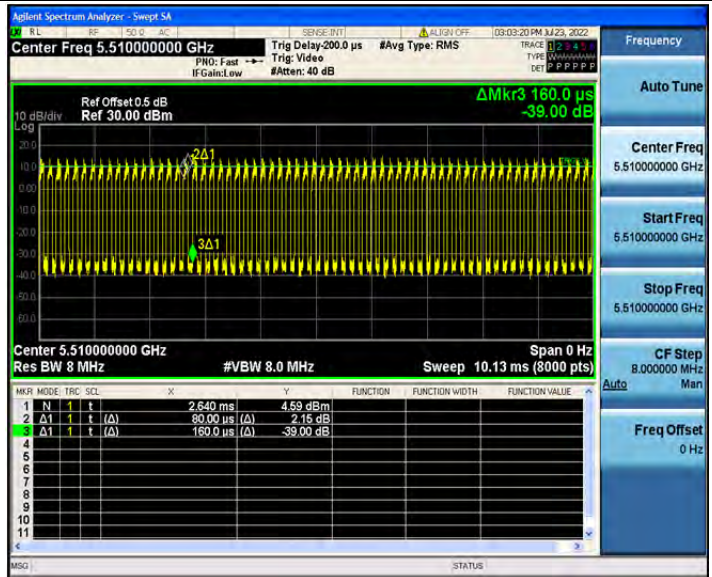 Agilent Spectrum Analyzer - Swept SA
RL RF 50 Ω AC SENSE:INT ALIGN OFF 03:03:20 PM Jul 23, 2022
Center Freq 5.510000000 GHz
PNO: Fast
IFGain:Low
Trig Delay-200.0 µs
Trig: Video
#Atten: 40 dB
#Avg Type: RMS
TRACE 1 2 3 4 5 6
TYPE
DET P P P P P P
Frequency
Auto Tune
Ref Offset 0.5 dB
10 dB/div Ref 30.00 dBm
Log
ΔMkr3 160.0 µs
-39.00 dB
20.0
10.0
0.00
-10.0
-20.0
-30.0
-40.0
-50.0
-60.0
2Δ1
3Δ1
Center Freq
5.510000000 GHz
Start Freq
5.510000000 GHz
Stop Freq
5.510000000 GHz
CF Step
8.000000 MHz
Auto Man
Freq Offset
0 Hz
Center 5.510000000 GHz Span 0 Hz
Res BW 8 MHz #VBW 8.0 MHz Sweep 10.13 ms (8000 pts)
MKR MODE TRC SCL X Y FUNCTION FUNCTION WIDTH FUNCTION VALUE
1 N 1 t 2.640 ms 4.59 dBm
2 Δ1 1 t (Δ) 80.00 µs (Δ) 2.15 dB
3 Δ1 1 t (Δ) 160.0 µs (Δ) -39.00 dB
4
5
6
7
8
9
10
11
MSG STATUS